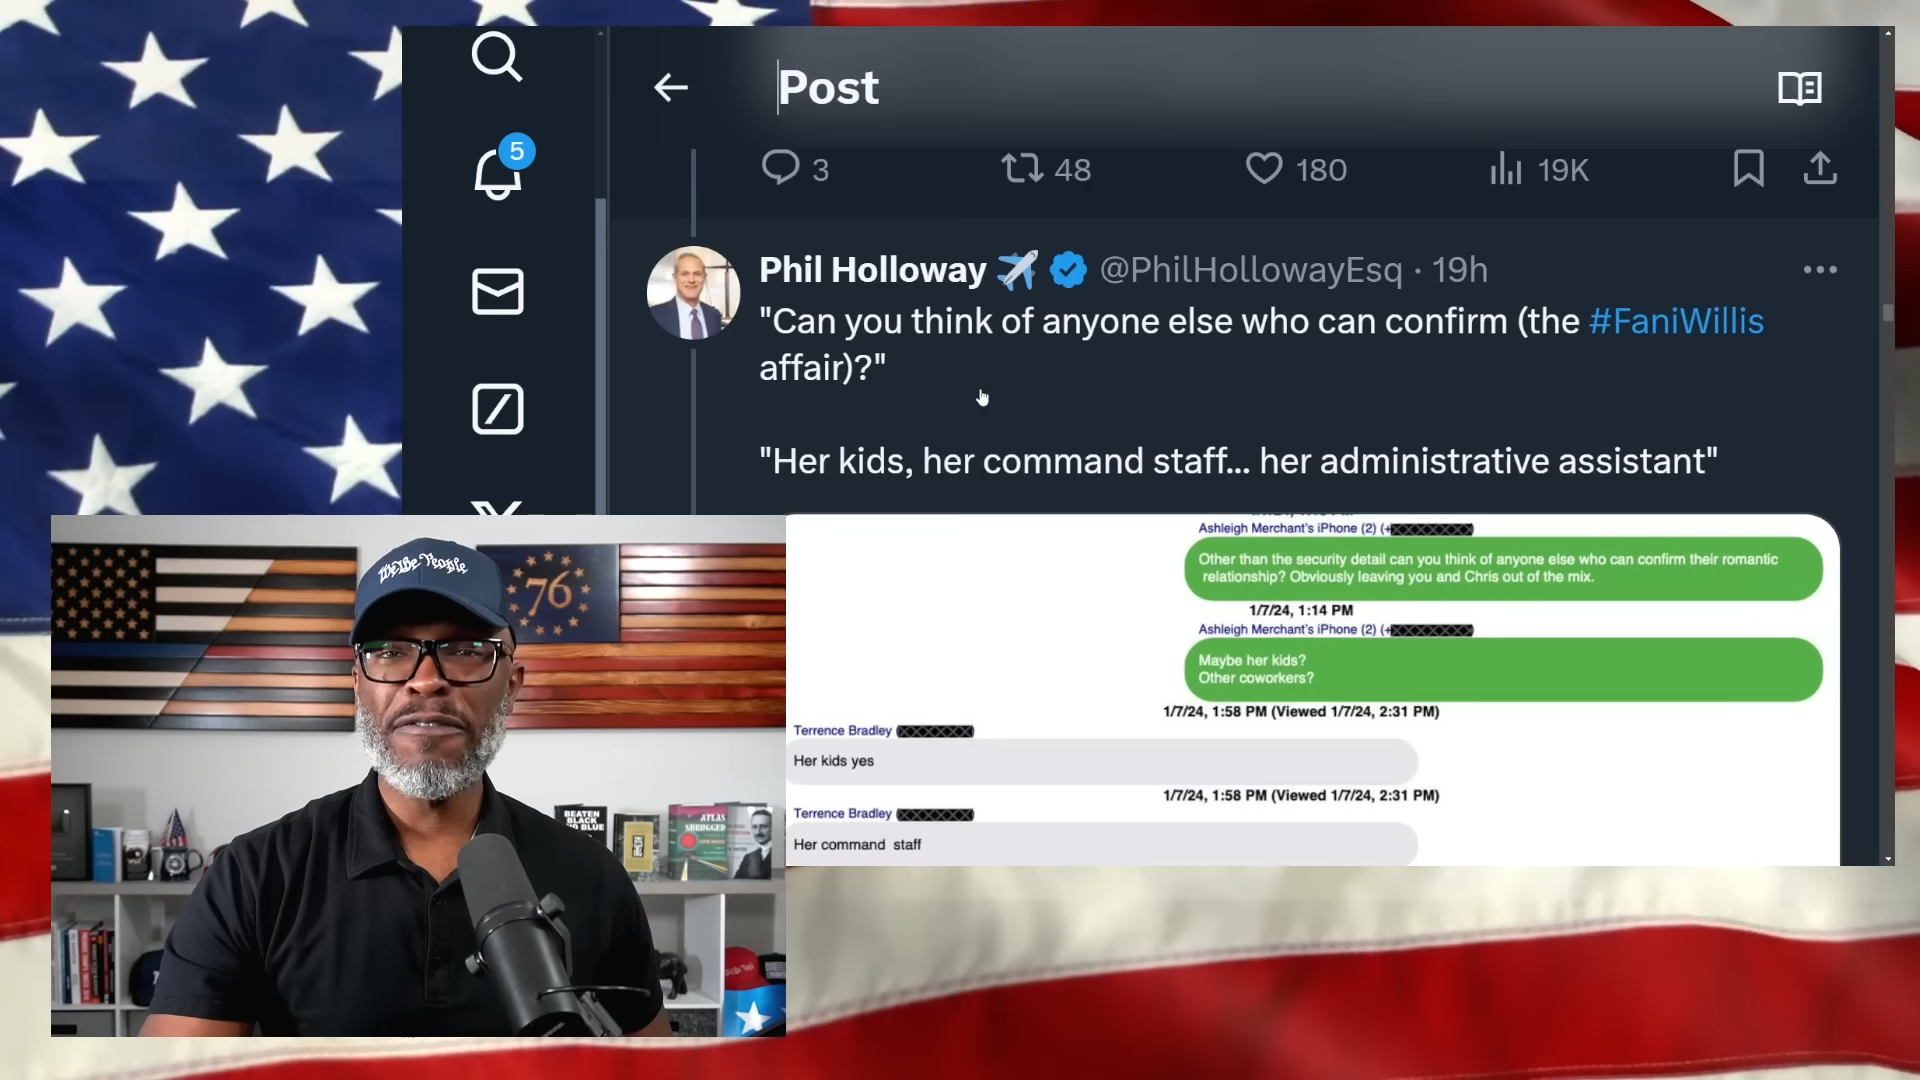 Post
5
3
48
180
19K
Phil Holloway @PhilHollowayEsq · 19h
"Can you think of anyone else who can confirm (the #FaniWillis
affair)?"
"Her kids, her command staff... her administrative assistant"
Ashleigh Merchant's iPhone (2) (+
Other than the security detail can you think of anyone else who can confirm their romantic
relationship? Obviously leaving you and Chris out of the mix.
1/7/24, 1:14 PM
Ashleigh Merchant's iPhone (2) (+
Maybe her kids?
Other coworkers?
1/7/24, 1:58 PM (Viewed 1/7/24, 2:31 PM)
Terrence Bradley
Her kids yes
1/7/24, 1:58 PM (Viewed 1/7/24, 2:31 PM)
Terrence Bradley
Her command  staff
We The People
76
BEATEN
BLACK
AND BLUE
ATLAS
SHRUGGED